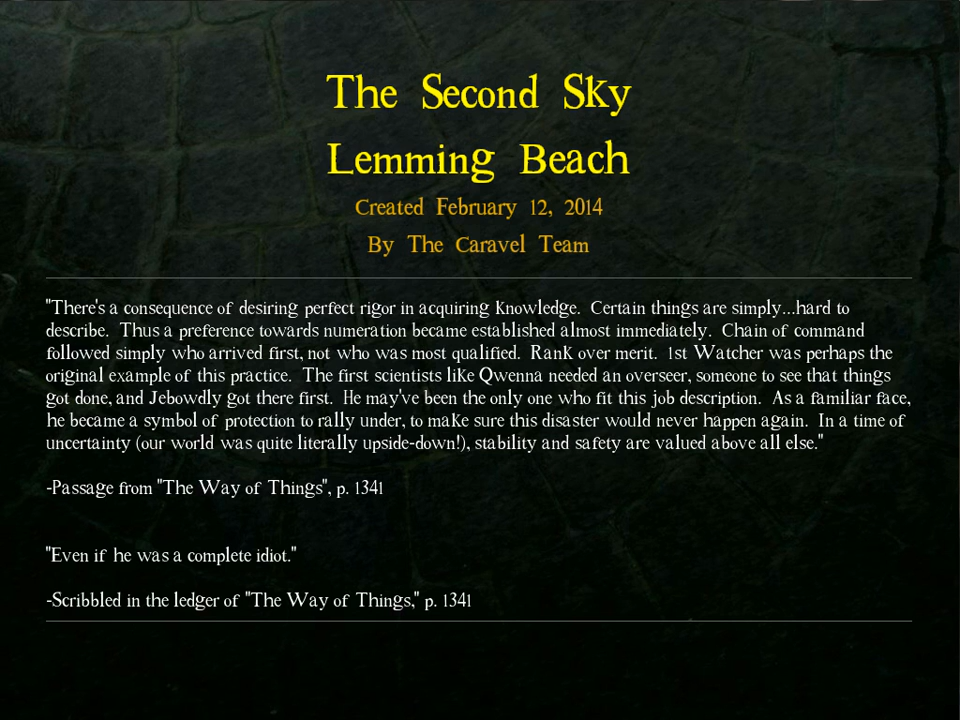 The Second Sky
Lemming Beach
Created February 12, 2014
By The Caravel Team
"There's a consequence of desiring perfect rigor in acquiring knowledge. Certain things are simply...hard to
describe. Thus a preference towards numeration became established almost immediately. Chain of command
followed simply who arrived first, not who was most qualified. Rank over merit. 1st Watcher was perhaps the
original example of this practice. The first scientists like Qwenna needed an overseer, someone to see that things
got done, and Jebowdly got there first. He may've been the only one who fit this job description. As a familiar face,
he became a symbol of protection to rally under, to make sure this disaster would never happen again. In a time of
uncertainty (our world was quite literally upside-down!), stability and safety are valued above all else."
-Passage from "The Way of Things", p. 1341
"Even if he was a complete idiot."
-Scribbled in the ledger of "The Way of Things," p. 1341